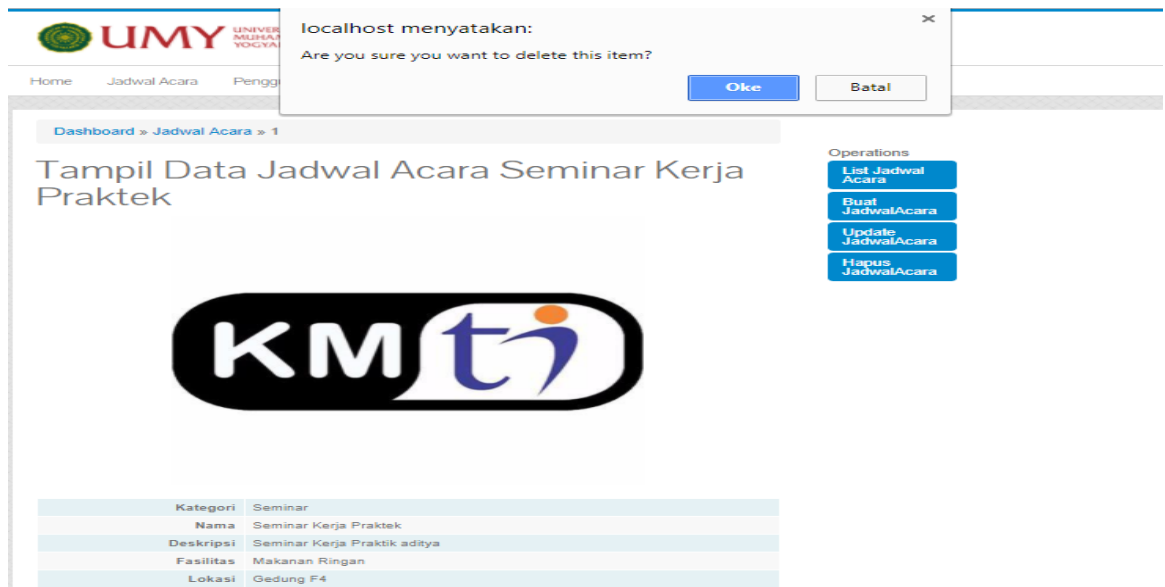 localhost menyatakan:
Are you sure you want to delete this item?
Oke Batal
UMY
Home Jadwal Acara
Dashboard » Jadwal Acara » 1
Tampil Data Jadwal Acara Seminar Kerja
Praktek
KMti
Kategori Seminar
Nama Seminar Kerja Praktek
Deskripsi Seminar Kerja Praktik aditya
Fasilitas Makanan Ringan
Lokasi Gedung F4
Operations
List Jadwal
Acara
Buat
JadwalAcara
Update
JadwalAcara
Hapus
JadwalAcara